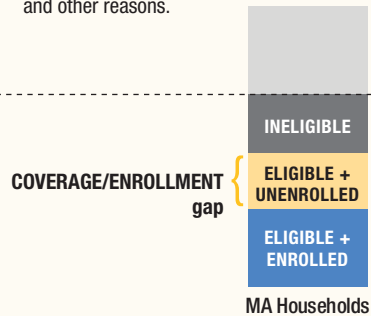 and other reasons.
INELIGIBLE
COVERAGE/ENROLLMENT
gap
ELIGIBLE +
UNENROLLED
ELIGIBLE +
ENROLLED
MA Households